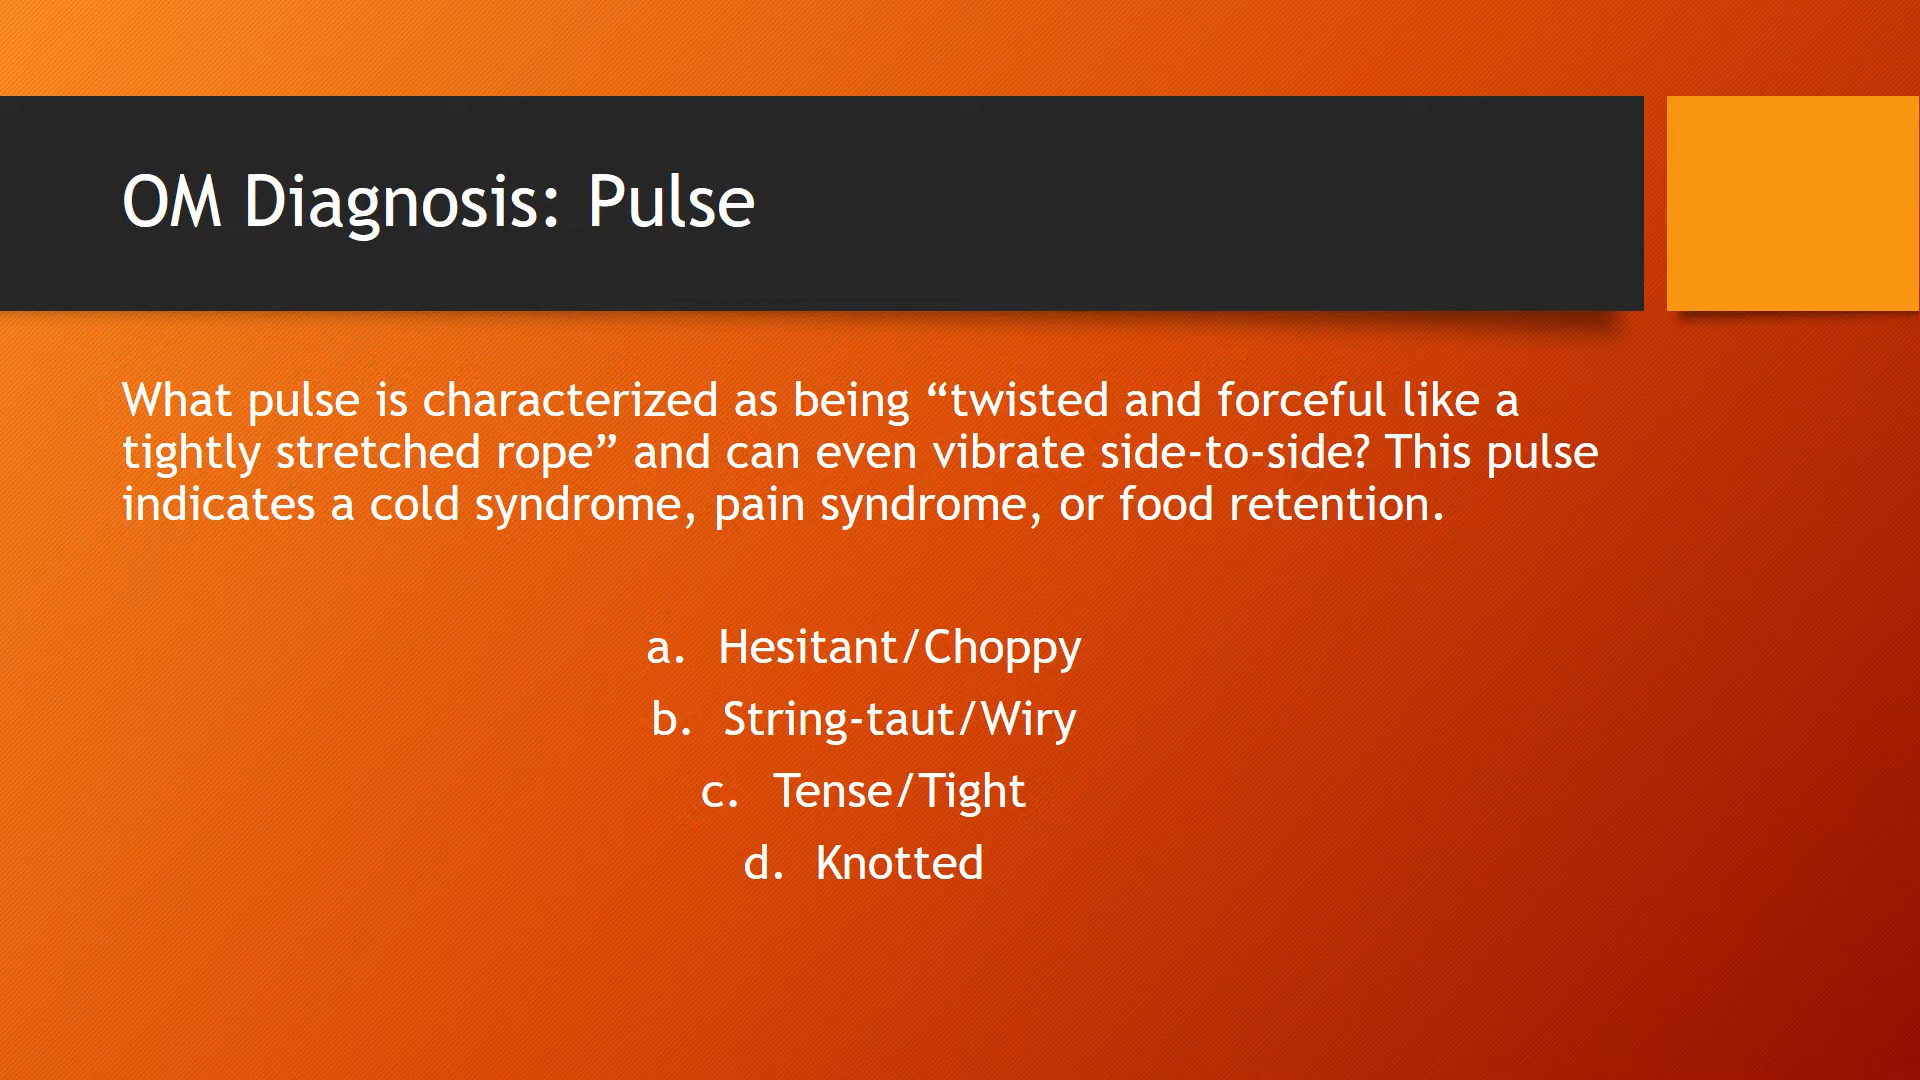 OM Diagnosis: Pulse
What pulse is characterized as being “twisted and forceful like a
tightly stretched rope” and can even vibrate side-to-side? This pulse
indicates a cold syndrome, pain syndrome, or food retention.
a. Hesitant/Choppy
b. String-taut/Wiry
c. Tense/Tight
d. Knotted